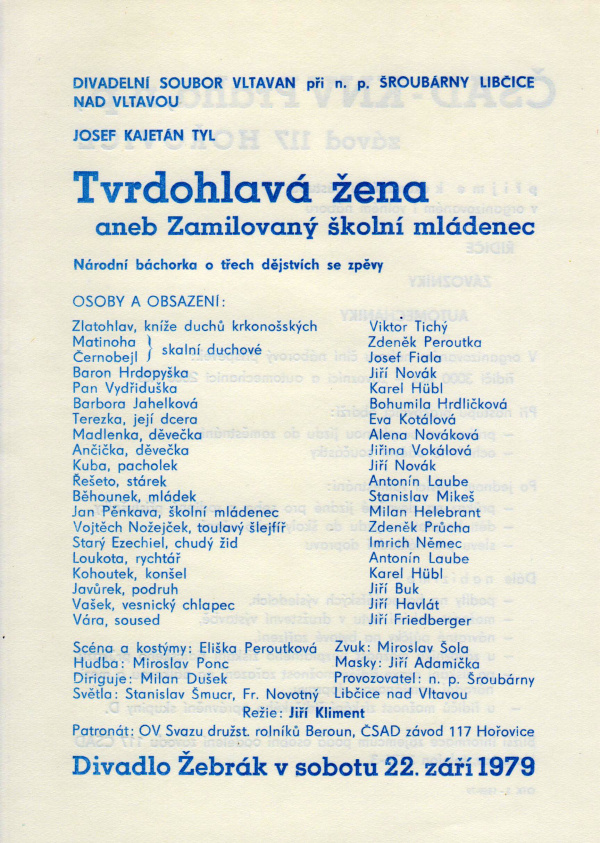 DIVADELNÍ SOUBOR VLTAVAN při n. p. ŠROUBÁRNY LIBČICE
NAD VLTAVOU
JOSEF KAJETÁN TYL
Tvrdohlavá žena
aneb Zamilovaný školní mládenec
Národní báchorka o třech dějstvích se zpěvy
OSOBY A OBSAZENÍ:
Zlatohlav, kníže duchů krkonošských Viktor Tichý
Matinoha } skalní duchové Zdeněk Peroutka
Černobejl } Josef Fiala
Baron Hrdopyška Jiří Novák
Pan Vydřiduška Karel Hübl
Barbora Jahelková Bohumila Hrdličková
Terezka, její dcera Eva Kotálová
Madlenka, děvečka Alena Nováková
Ančička, děvečka Jiřina Vokálová
Kuba, pacholek Jiří Novák
Řešeto, stárek Antonín Laube
Běhounek, mládek Stanislav Mikeš
Jan Pěnkava, školní mládenec Milan Helebrant
Vojtěch Nožejček, toulavý šlejfíř Zdeněk Průcha
Starý Ezechiel, chudý žid Imrich Němec
Loukota, rychtář Antonín Laube
Kohoutek, konšel Karel Hübl
Javůrek, podruh Jiří Buk
Vašek, vesnický chlapec Jiří Havlát
Vára, soused Jiří Friedberger
Scéna a kostýmy: Eliška Peroutková Zvuk: Miroslav Šola
Hudba: Miroslav Ponc Masky: Jiří Adamička
Diriguje: Milan Dušek Provozovatel: n. p. Šroubárny
Světla: Stanislav Šmucr, Fr. Novotný Libčice nad Vltavou
Režie: Jiří Kliment
Patronát: OV Svazu družst. rolníků Beroun, ČSAD závod 117 Hořovice
Divadlo Žebrák v sobotu 22. září 1979